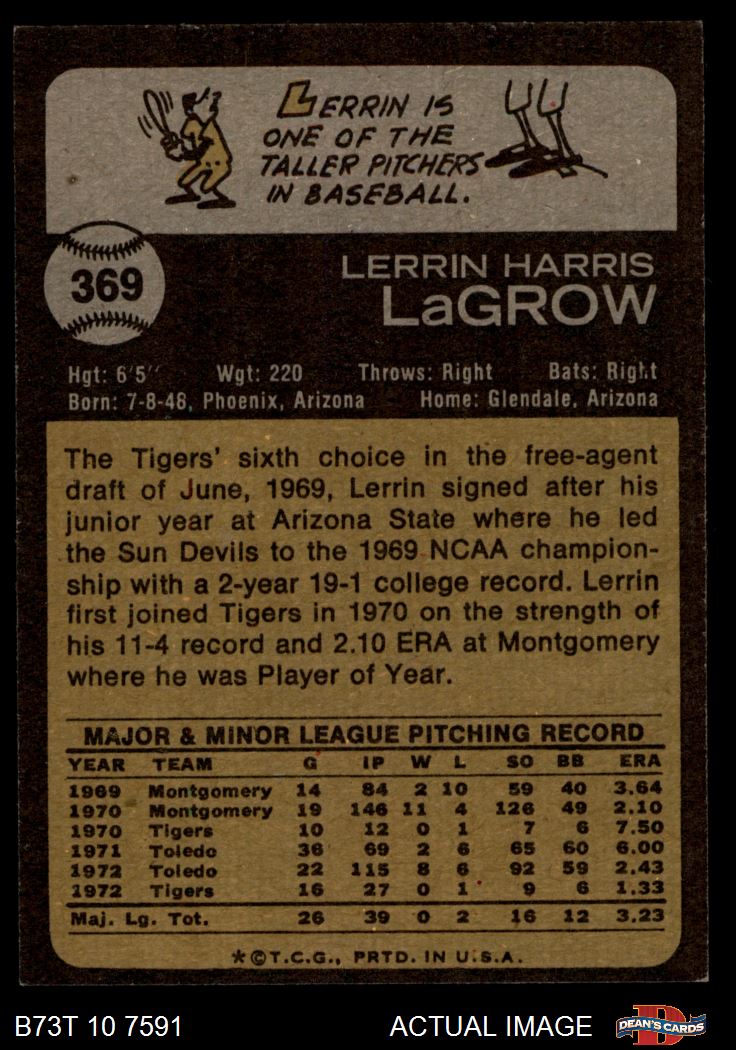 LERRIN IS
ONE OF THE
TALLER PITCHERS
IN BASEBALL.
369
LERRIN HARRIS
LaGROW
Hgt: 6'5" Wgt: 220 Throws: Right Bats: Right
Born: 7-8-48, Phoenix, Arizona Home: Glendale, Arizona
The Tigers' sixth choice in the free-agent
draft of June, 1969, Lerrin signed after his
junior year at Arizona State where he led
the Sun Devils to the 1969 NCAA champion-
ship with a 2-year 19-1 college record. Lerrin
first joined Tigers in 1970 on the strength of
his 11-4 record and 2.10 ERA at Montgomery
where he was Player of Year.
MAJOR & MINOR LEAGUE PITCHING RECORD
YEAR TEAM G IP W L SO BB ERA
1969 Montgomery 14 84 2 10 59 40 3.64
1970 Montgomery 19 146 11 4 126 49 2.10
1970 Tigers 10 12 0 1 7 6 7.50
1971 Toledo 36 69 2 6 65 60 6.00
1972 Toledo 22 115 8 6 92 59 2.43
1972 Tigers 16 27 0 1 9 6 1.33
Maj. Lg. Tot. 26 39 0 2 16 12 3.23
*©T.C.G., PRTD. IN U.S.A.
B73T 10 7591 ACTUAL IMAGE D DEAN'S CARDS